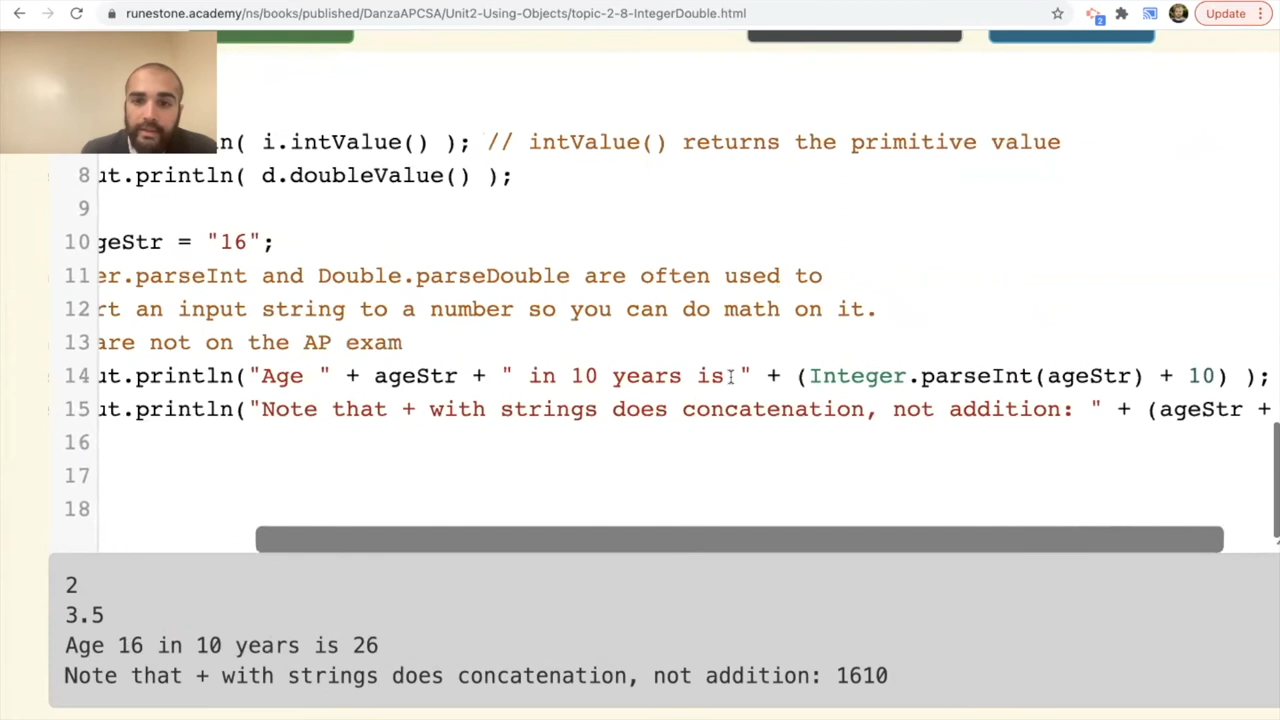 runestone.academy/ns/books/published/DanzaAPCSA/Unit2-Using-Objects/topic-2-8-IntegerDouble.html
2
Update
n( i.intValue() ); // intValue() returns the primitive value
8 ut.println( d.doubleValue() );
9
10 geStr = "16";
11 er.parseInt and Double.parseDouble are often used to
12 rt an input string to a number so you can do math on it.
13 are not on the AP exam
14 ut.println("Age " + ageStr + " in 10 years is " + (Integer.parseInt(ageStr) + 10) );
15 ut.println("Note that + with strings does concatenation, not addition: " + (ageStr +
16
17
18
2
3.5
Age 16 in 10 years is 26
Note that + with strings does concatenation, not addition: 1610